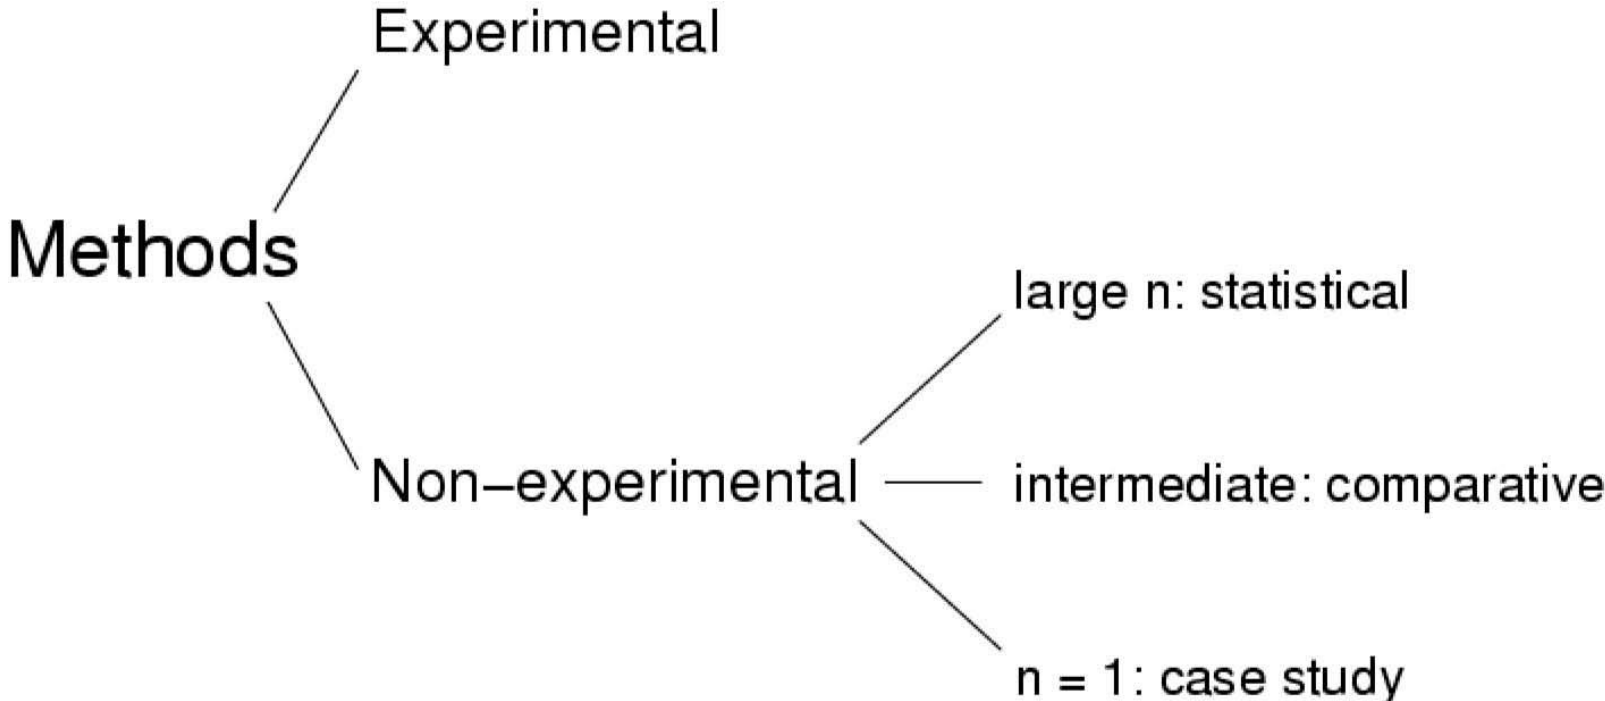 Experimental
Methods
large n: statistical
Non–experimental
intermediate: comparative
n = 1: case study